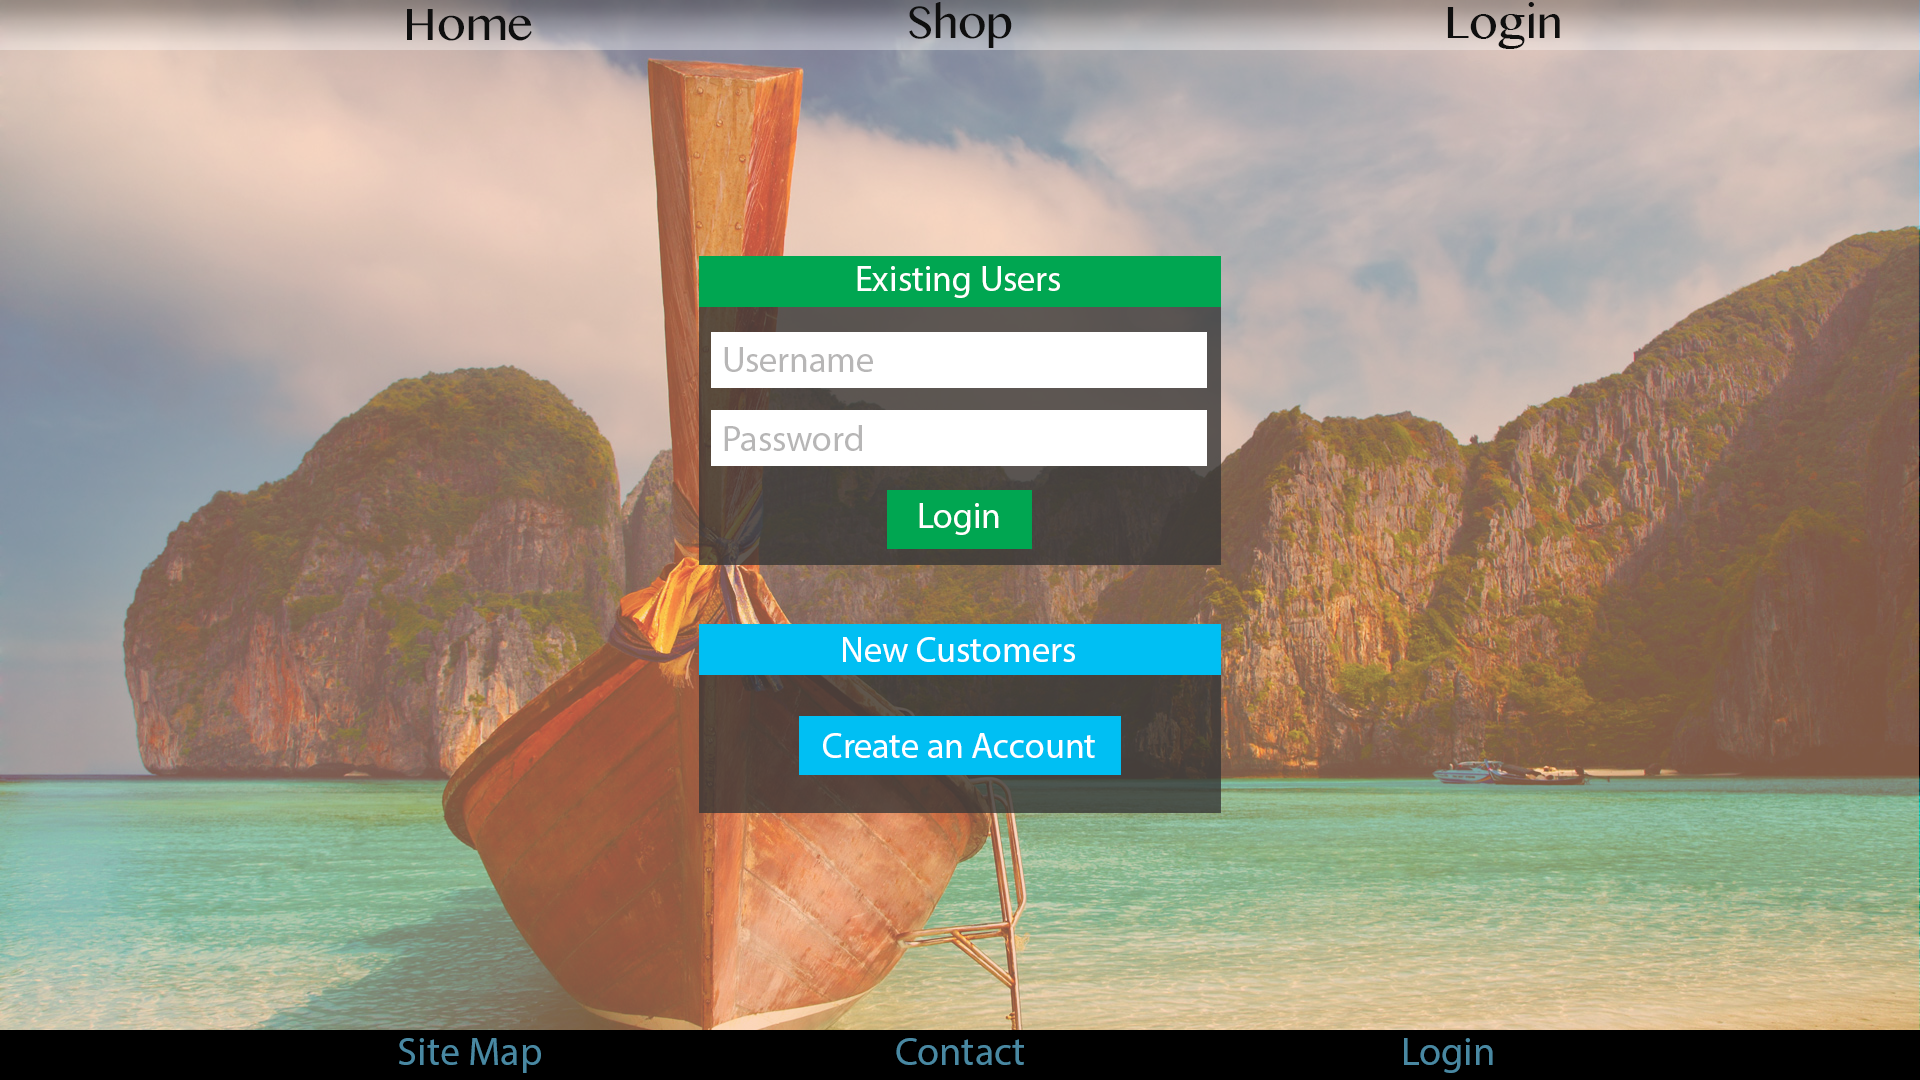 Home
Shop
Login
Existing Users
Username
Password
Login
New Customers
Create an Account
Site Map
Contact
Login